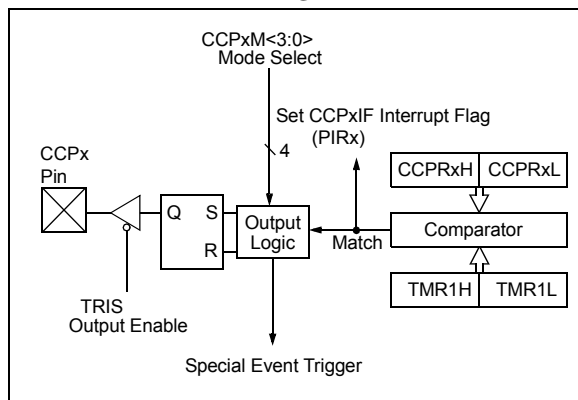 CCPxM<3:0>
Mode Select
Set CCPxIF Interrupt Flag
(PIRx)
4
CCPx
Pin
CCPRxH CCPRxL
Q S
R
Output
Logic
Match
Comparator
TRIS
Output Enable
TMR1H TMR1L
Special Event Trigger